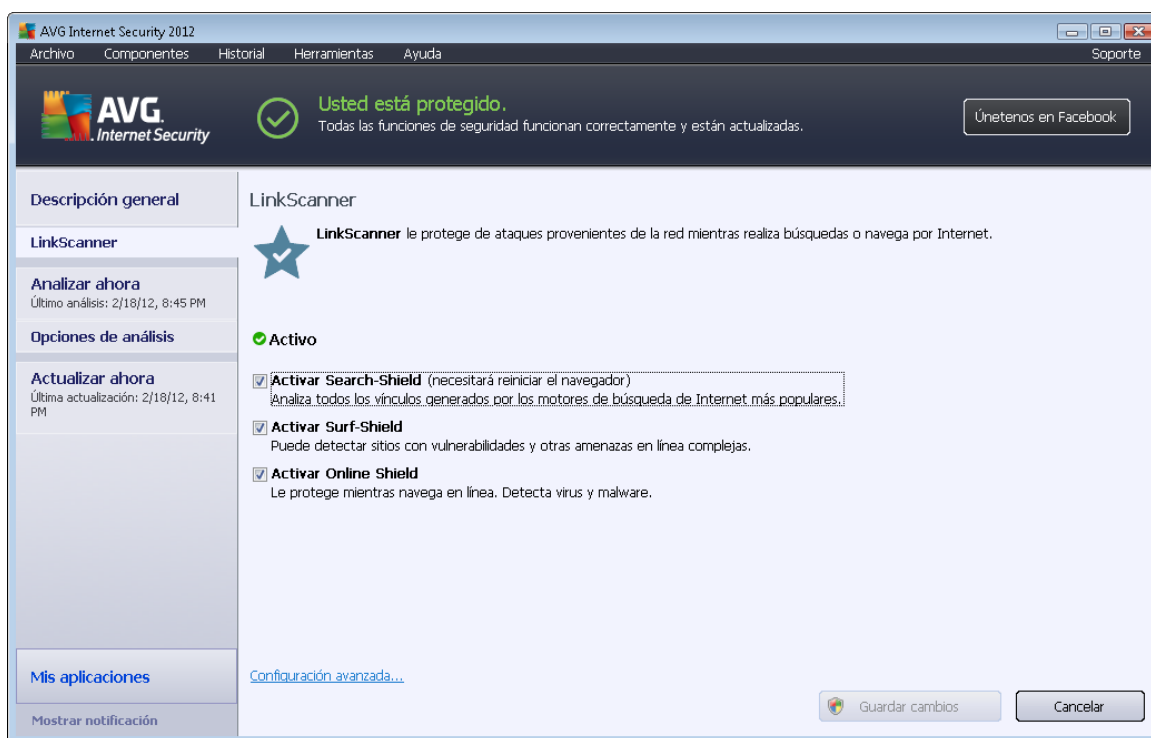 AVG Internet Security 2012
Archivo Componentes Historial Herramientas Ayuda Soporte
AVG.
Internet Security
Usted está protegido.
Todas las funciones de seguridad funcionan correctamente y están actualizadas.
Únetenos en Facebook
Descripción general
LinkScanner
Analizar ahora
Último análisis: 2/18/12, 8:45 PM
Opciones de análisis
Actualizar ahora
Última actualización: 2/18/12, 8:41
PM
Mis aplicaciones
Mostrar notificación
LinkScanner
LinkScanner le protege de ataques provenientes de la red mientras realiza búsquedas o navega por Internet.
Activo
Activar Search-Shield (necesitará reiniciar el navegador)
Analiza todos los vínculos generados por los motores de búsqueda de Internet más populares.
Activar Surf-Shield
Puede detectar sitios con vulnerabilidades y otras amenazas en línea complejas.
Activar Online Shield
Le protege mientras navega en línea. Detecta virus y malware.
Configuración avanzada...
Guardar cambios
Cancelar